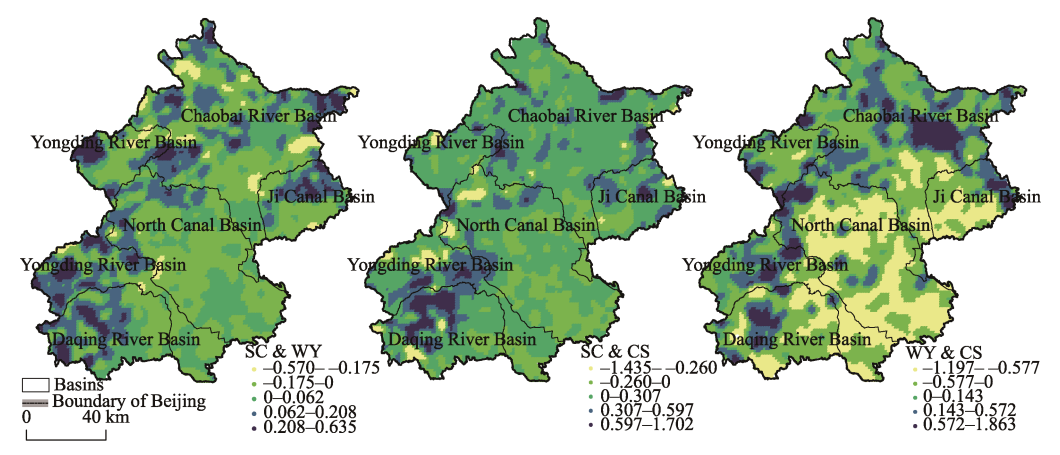 Chaobai River Basin
Yongding River Basin
Ji Canal Basin
North Canal Basin
Yongding River Basin
Daqing River Basin
SC & WY
−0.570– −0.175
−0.175–0
0–0.062
0.062–0.208
0.208–0.635
Basins
Boundary of Beijing
0 40 km
Chaobai River Basin
Yongding River Basin
Ji Canal Basin
North Canal Basin
Yongding River Basin
Daqing River Basin
SC & CS
−1.435– −0.260
−0.260–0
0–0.307
0.307–0.597
0.597–1.702
Chaobai River Basin
Yongding River Basin
Ji Canal Basin
North Canal Basin
Yongding River Basin
Daqing River Basin
WY & CS
−1.197– −0.577
−0.577–0
0–0.143
0.143–0.572
0.572–1.863